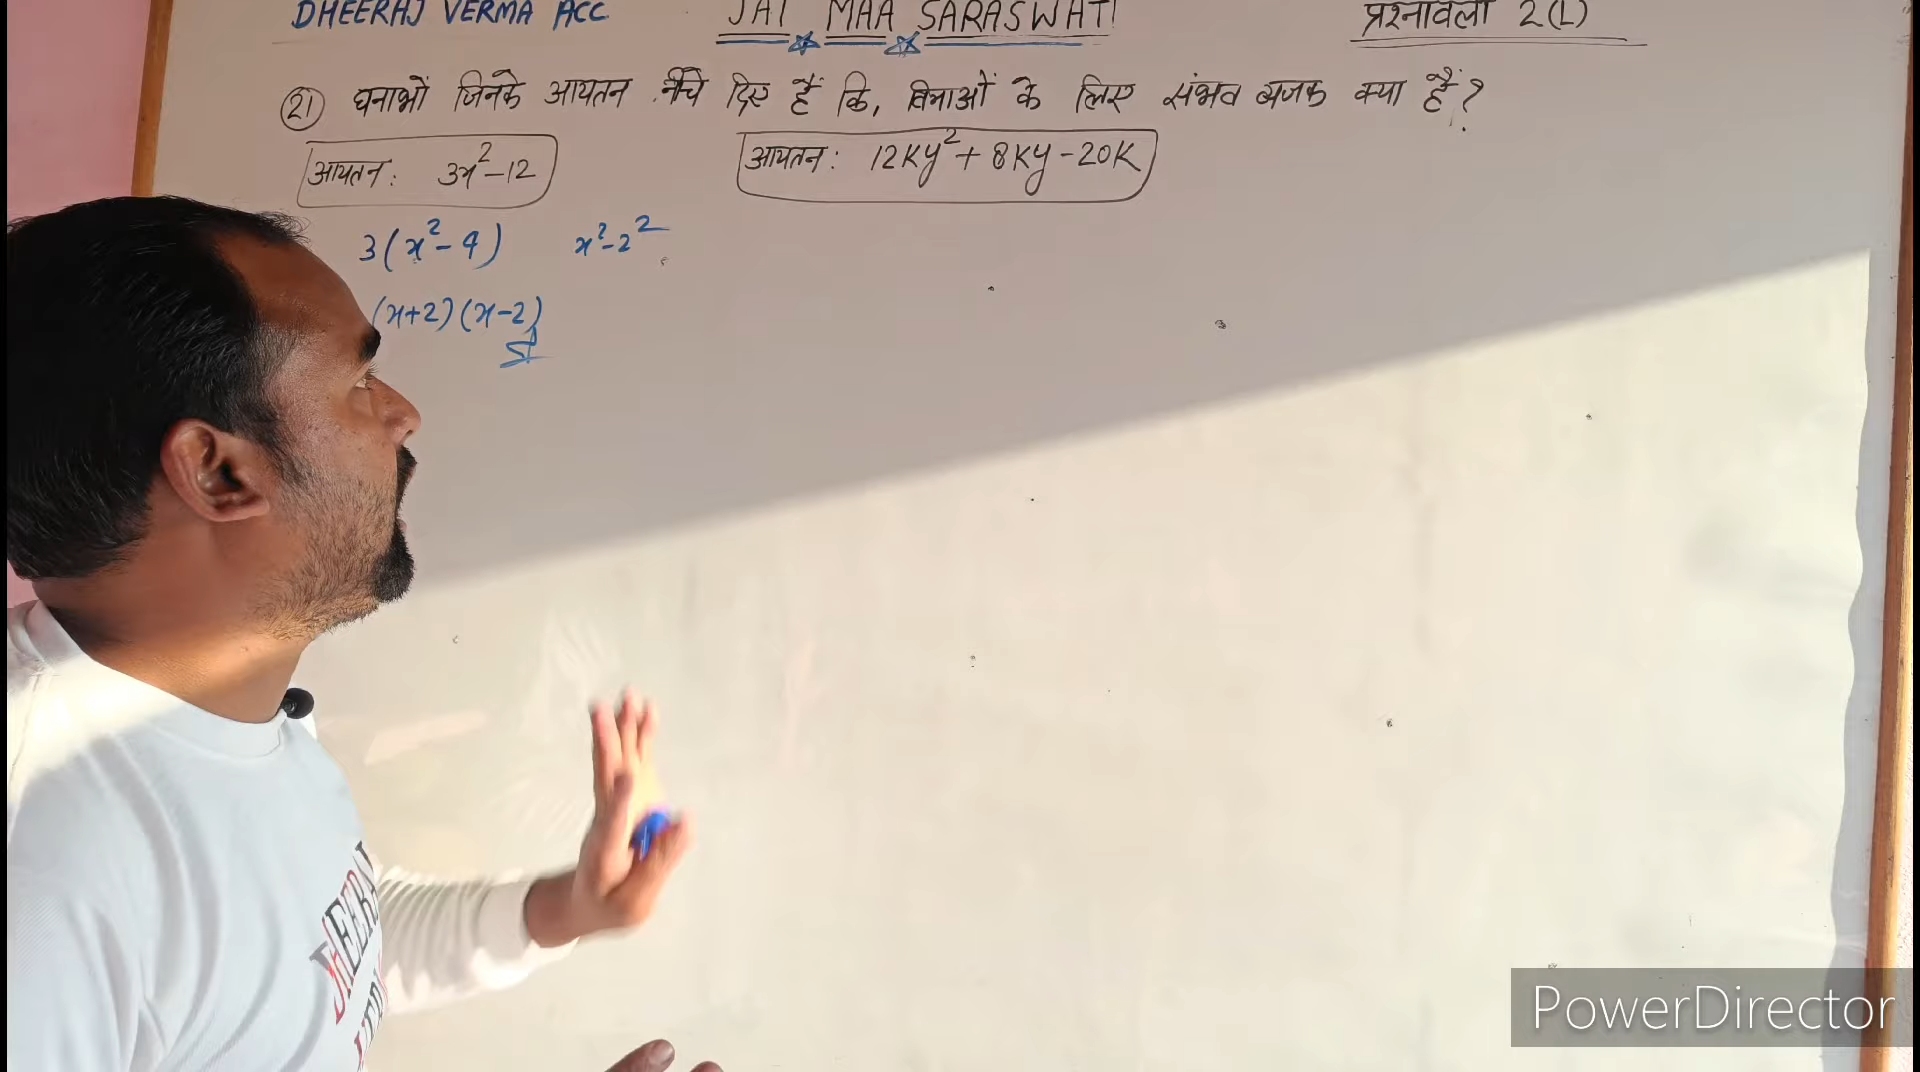 DHEERAJ VERMA ACC. JAI MAA SARASWATI प्रश्नावली 2(L)
(21) घनाभों जिनके आयतन नीचे दिए हैं कि, विमाओं के लिए संभव व्यंजक क्या हैं?
आयतन: 3x²-12 आयतन: 12Ky²+8Ky-20K
3(x²-4) x²-2²
(x+2)(x-2)
PowerDirector